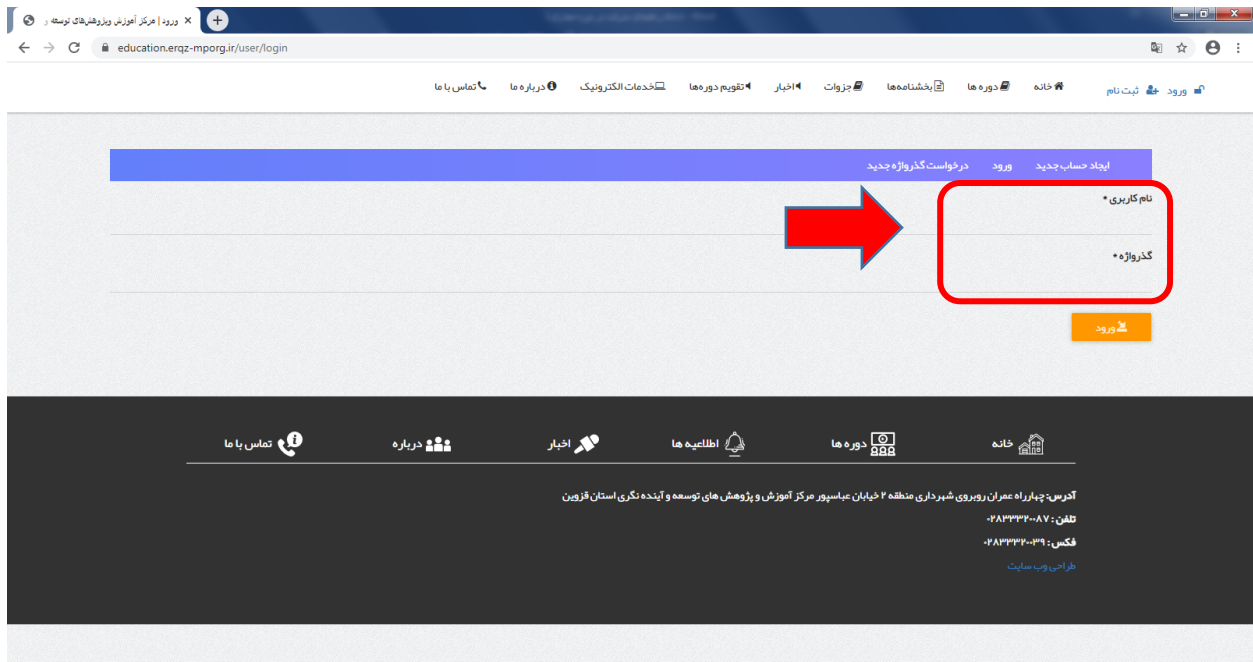 ورود | مرکز آموزش وپژوهش‌های توسعه و
education.erqz-mporg.ir/user/login
ورود ثبت نام
خانه دوره ها بخشنامه‌ها جزوات اخبار تقویم دوره‌ها خدمات الکترونیک درباره ما تماس با ما
ایجاد حساب جدید ورود درخواست گذرواژه جدید
نام کاربری *
گذرواژه *
ورود
خانه دوره ها اطلاعیه ها اخبار درباره تماس با ما
آدرس: چهارراه عمران روبروی شهرداری منطقه ۲ خیابان عباسپور مرکز آموزش و پژوهش های توسعه و آینده نگری استان قزوین
تلفن : ۰۲۸۳۳۳۲۰۰۸۷
فکس : ۰۲۸۳۳۳۲۰۰۳۹
طراحی وب سایت